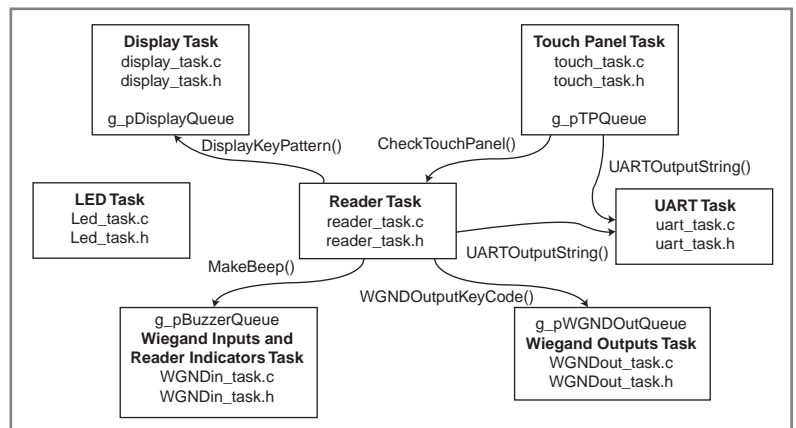 Display Task
display_task.c
display_task.h
g_pDisplayQueue
Touch Panel Task
touch_task.c
touch_task.h
g_pTPQueue
DisplayKeyPattern()
CheckTouchPanel()
UARTOutputString()
LED Task
Led_task.c
Led_task.h
Reader Task
reader_task.c
reader_task.h
UART Task
uart_task.c
uart_task.h
UARTOutputString()
MakeBeep()
WGNDOutputKeyCode()
g_pBuzzerQueue
Wiegand Inputs and
Reader Indicators Task
WGNDin_task.c
WGNDin_task.h
g_pWGNDOutQueue
Wiegand Outputs Task
WGNDout_task.c
WGNDout_task.h